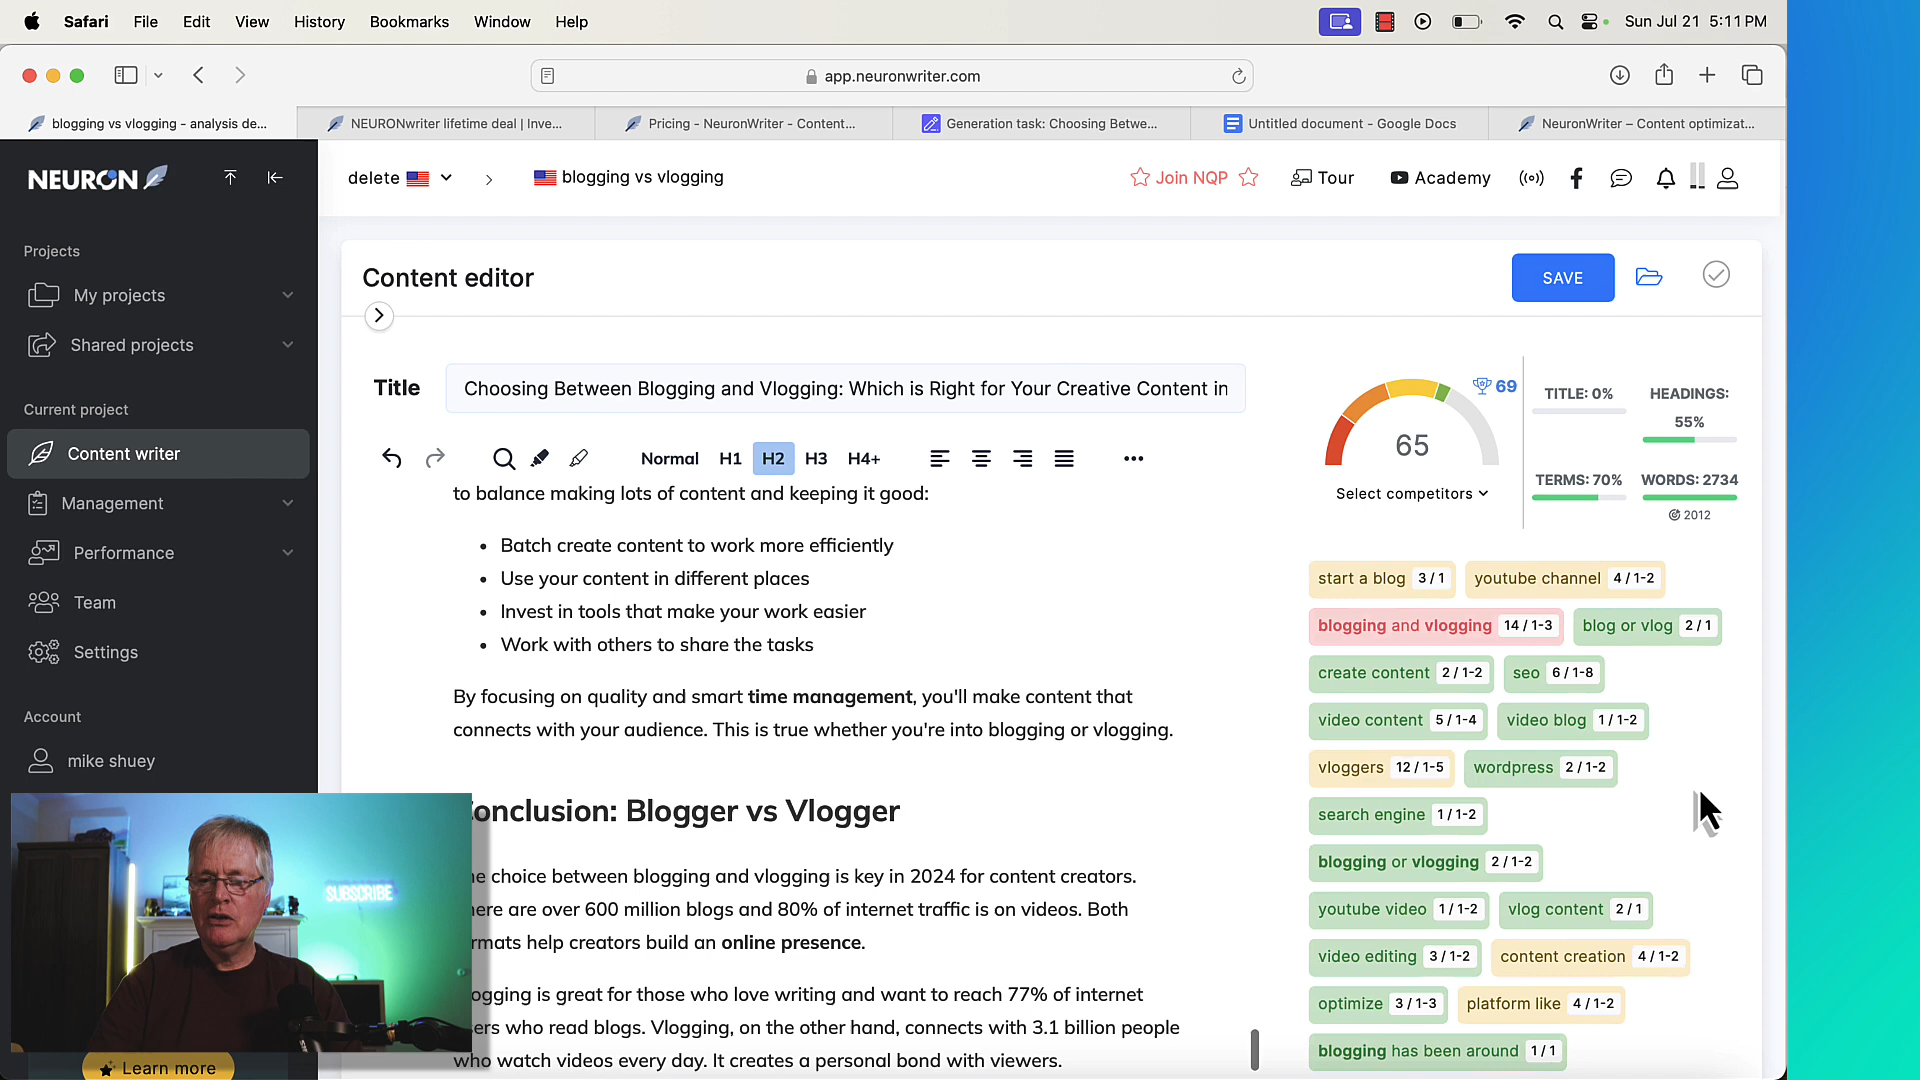 Safari File Edit View History Bookmarks Window Help
Sun Jul 21 5:11 PM
app.neuronwriter.com
blogging vs vlogging - analysis de...
NEURONwriter lifetime deal | Inve...
Pricing - NeuronWriter - Content...
Generation task: Choosing Betwe...
Untitled document - Google Docs
NeuronWriter – Content optimizat...
NEURON
delete
blogging vs vlogging
Join NQP
Tour
Academy
Projects
My projects
Shared projects
Current project
Content writer
Management
Performance
Team
Settings
Account
mike shuey
SUBSCRIBE
Learn more
Content editor
SAVE
Title
Choosing Between Blogging and Vlogging: Which is Right for Your Creative Content in
Normal H1 H2 H3 H4+
to balance making lots of content and keeping it good:
• Batch create content to work more efficiently
• Use your content in different places
• Invest in tools that make your work easier
• Work with others to share the tasks
By focusing on quality and smart time management, you'll make content that
connects with your audience. This is true whether you're into blogging or vlogging.
onclusion: Blogger vs Vlogger
e choice between blogging and vlogging is key in 2024 for content creators.
ere are over 600 million blogs and 80% of internet traffic is on videos. Both
rmats help creators build an online presence.
ogging is great for those who love writing and want to reach 77% of internet
ers who read blogs. Vlogging, on the other hand, connects with 3.1 billion people
who watch videos every day. It creates a personal bond with viewers.
69
65
Select competitors
TITLE: 0%
HEADINGS:
55%
TERMS: 70%
WORDS: 2734
2012
start a blog 3 / 1
youtube channel 4 / 1-2
blogging and vlogging 14 / 1-3
blog or vlog 2 / 1
create content 2 / 1-2
seo 6 / 1-8
video content 5 / 1-4
video blog 1 / 1-2
vloggers 12 / 1-5
wordpress 2 / 1-2
search engine 1 / 1-2
blogging or vlogging 2 / 1-2
youtube video 1 / 1-2
vlog content 2 / 1
video editing 3 / 1-2
content creation 4 / 1-2
optimize 3 / 1-3
platform like 4 / 1-2
blogging has been around 1 / 1